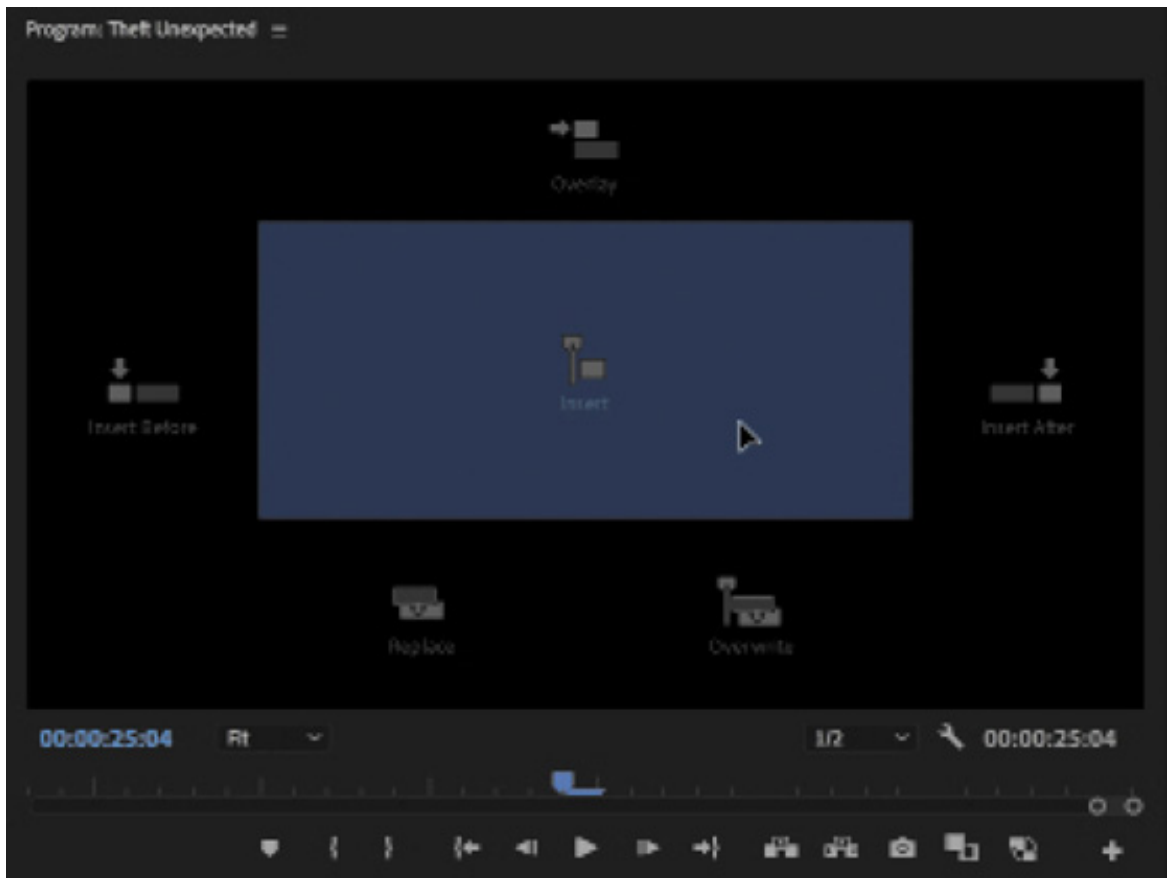 Program: Theft Unexpected
Overlay
Insert
Insert Before
Insert After
Replace
Overwrite
00:00:25:04
Fit
1/2
00:00:25:04